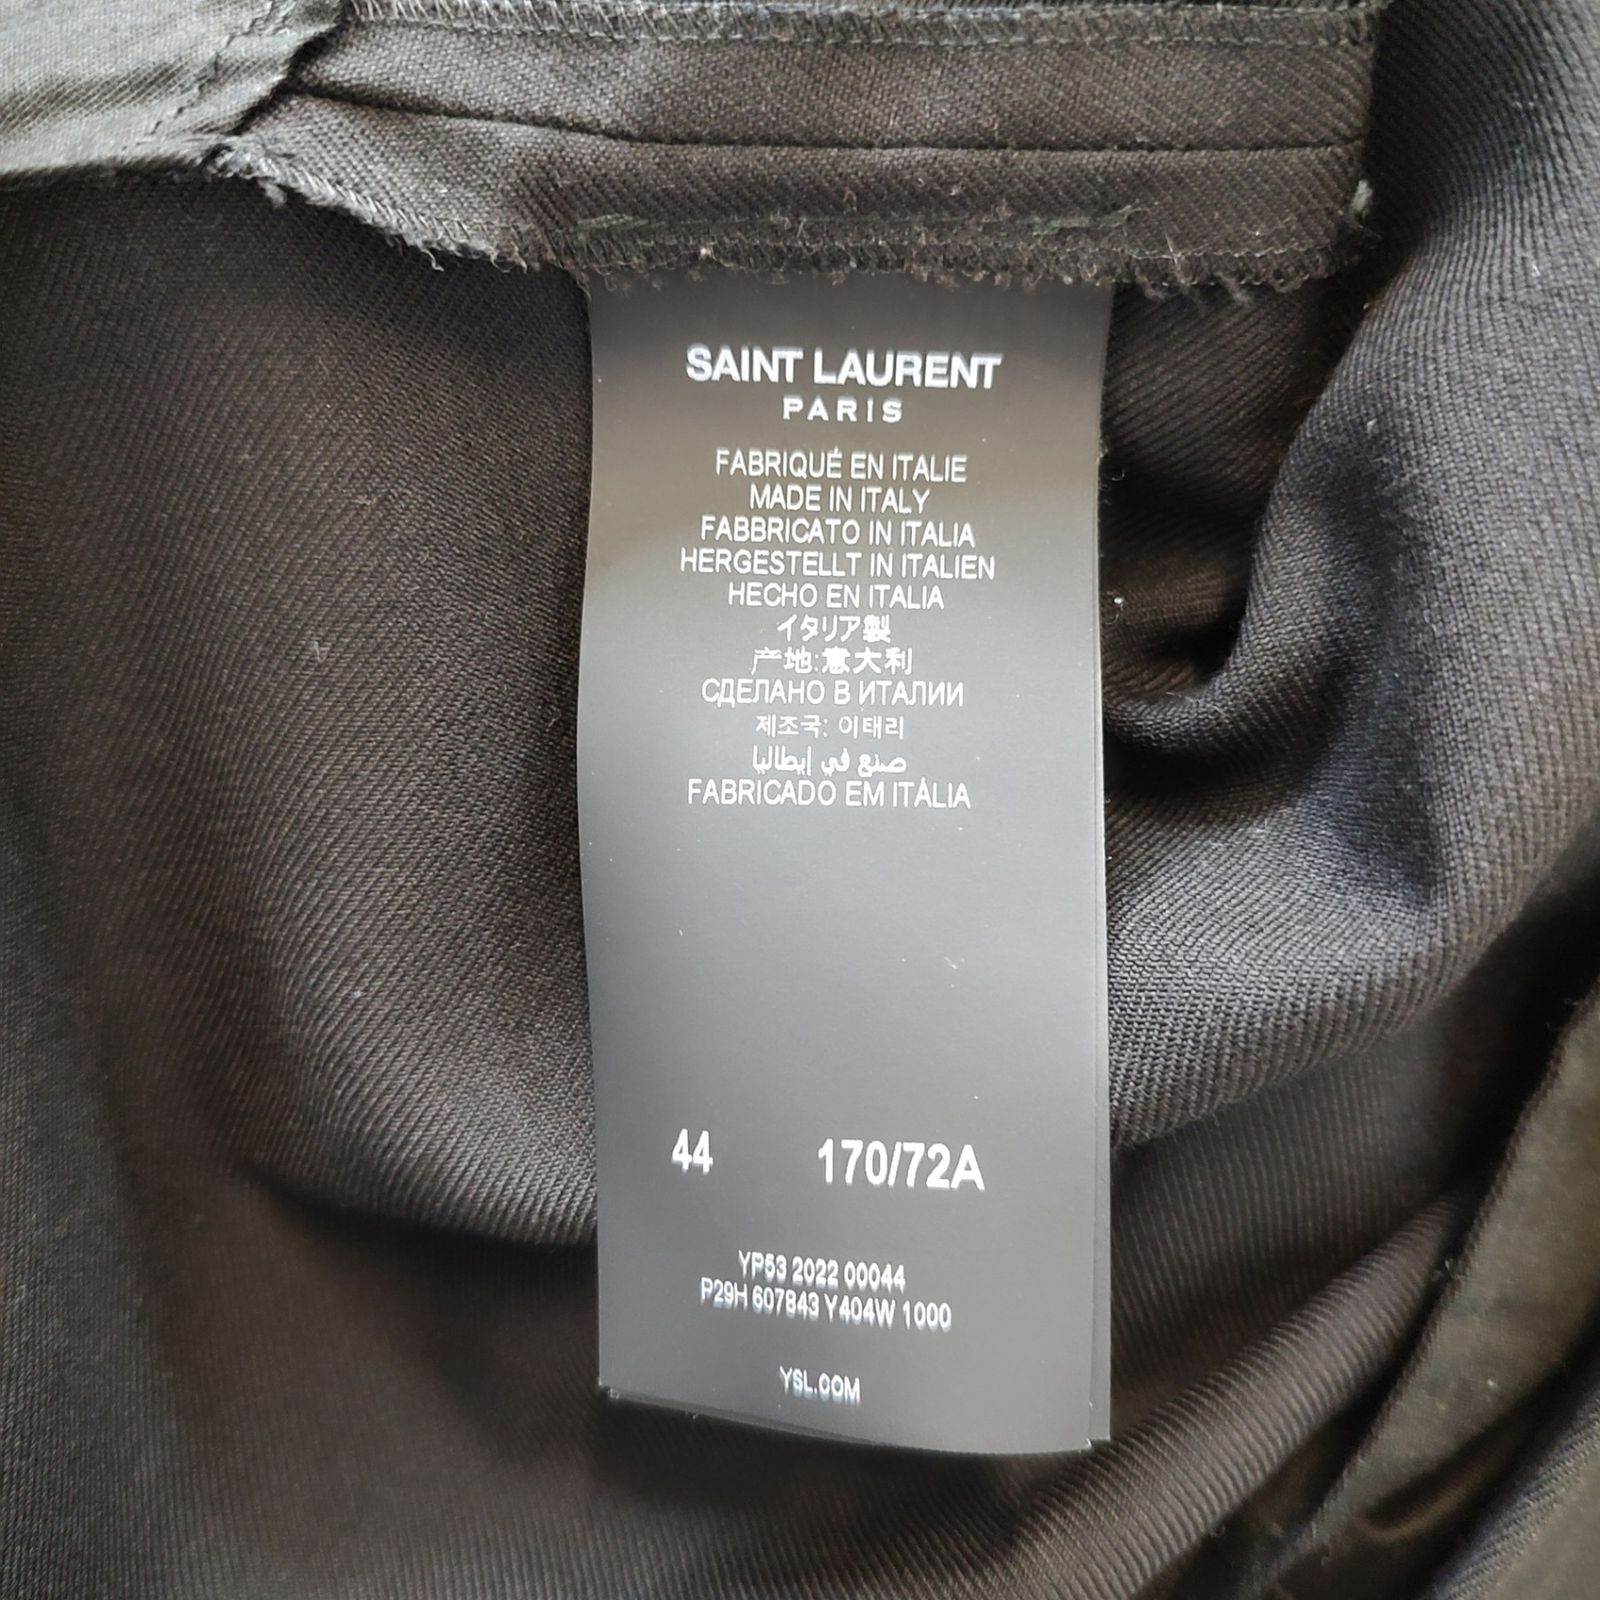 SAINT LAURENT
PARIS
FABRIQUÉ EN ITALIE
MADE IN ITALY
FABBRICATO IN ITALIA
HERGESTELLT IN ITALIEN
HECHO EN ITALIA
イタリア製
产地:意大利
СДЕЛАНО В ИТАЛИИ
제조국: 이태리
صنع في إيطاليا
FABRICADO EM ITÁLIA
44 170/72A
YP53 2022 00044
P29H 607843 Y404W 1000
YSL.COM